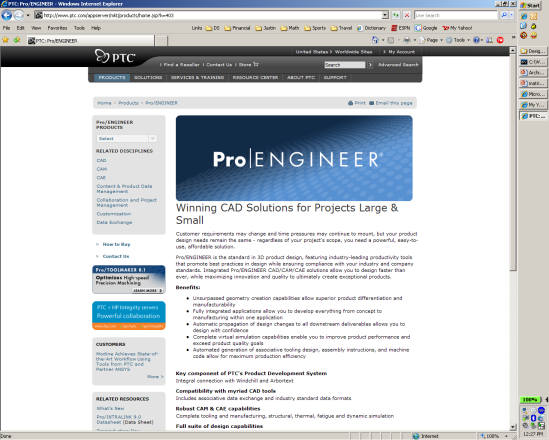 PTC: Pro/ENGINEER - Windows Internet Explorer
Live Search
File Edit View Favorites Tools Help
Links DS Financial Justin Math Sports Travel Dictionary ESPN Google My Yahoo!
PTC: Pro/ENGINEER
Page Tools
PTC
United States Worldwide Sites My Account
Find a Reseller Contact Us Store
Search
Advanced Search
PRODUCTS SOLUTIONS SERVICES & TRAINING RESOURCE CENTER ABOUT PTC SUPPORT
Home > Products > Pro/ENGINEER
Print Email this page
Pro/ENGINEER
PRODUCTS
Select
RELATED DISCIPLINES
CAD
CAM
CAE
Content & Product Data
Management
Collaboration and Project
Management
Customization
Data Exchange
How to Buy
Contact Us
Pro/TOOLMAKER 8.1
Optimizes High-speed
Precision Machining
LEARN MORE
PTC + HP Integrity servers
Powerful collaboration
CUSTOMERS
Modine Achieves State-of-
the-Art Workflow Using
Tools from PTC and
Partner ANSYS
More >
RELATED RESOURCES
What's New
Pro/INTRALINK 9.0
Datasheet (Data Sheet)
Pro|ENGINEER®
Winning CAD Solutions for Projects Large &
Small
Customer requirements may change and time pressures may continue to mount, but your product
design needs remain the same - regardless of your project's scope, you need a powerful, easy-to-
use, affordable solution.
Pro/ENGINEER is the standard in 3D product design, featuring industry-leading productivity tools
that promote best practices in design while ensuring compliance with your industry and company
standards. Integrated Pro/ENGINEER CAD/CAM/CAE solutions allow you to design faster than
ever, while maximizing innovation and quality to ultimately create exceptional products.
Benefits:
• Unsurpassed geometry creation capabilities allow superior product differentiation and
manufacturability
• Fully integrated applications allow you to develop everything from concept to
manufacturing within one application
• Automatic propagation of design changes to all downstream deliverables allows you to
design with confidence
• Complete virtual simulation capabilities enable you to improve product performance and
exceed product quality goals
• Automated generation of associative tooling design, assembly instructions, and machine
code allow for maximum production efficiency
Key component of PTC's Product Development System
Integral connection with Windchill and Arbortext
Compatibility with myriad CAD tools
Includes associative data exchange and industry standard data formats
Robust CAM & CAE capabilities
Complete tooling and manufacturing, structural, thermal, fatigue and dynamic simulation
Full suite of design capabilities
Done
Internet
100%
Start
Desig...
C:\W...
Archi...
Micro...
My Y...
PTC: ...
100%
12:27 PM